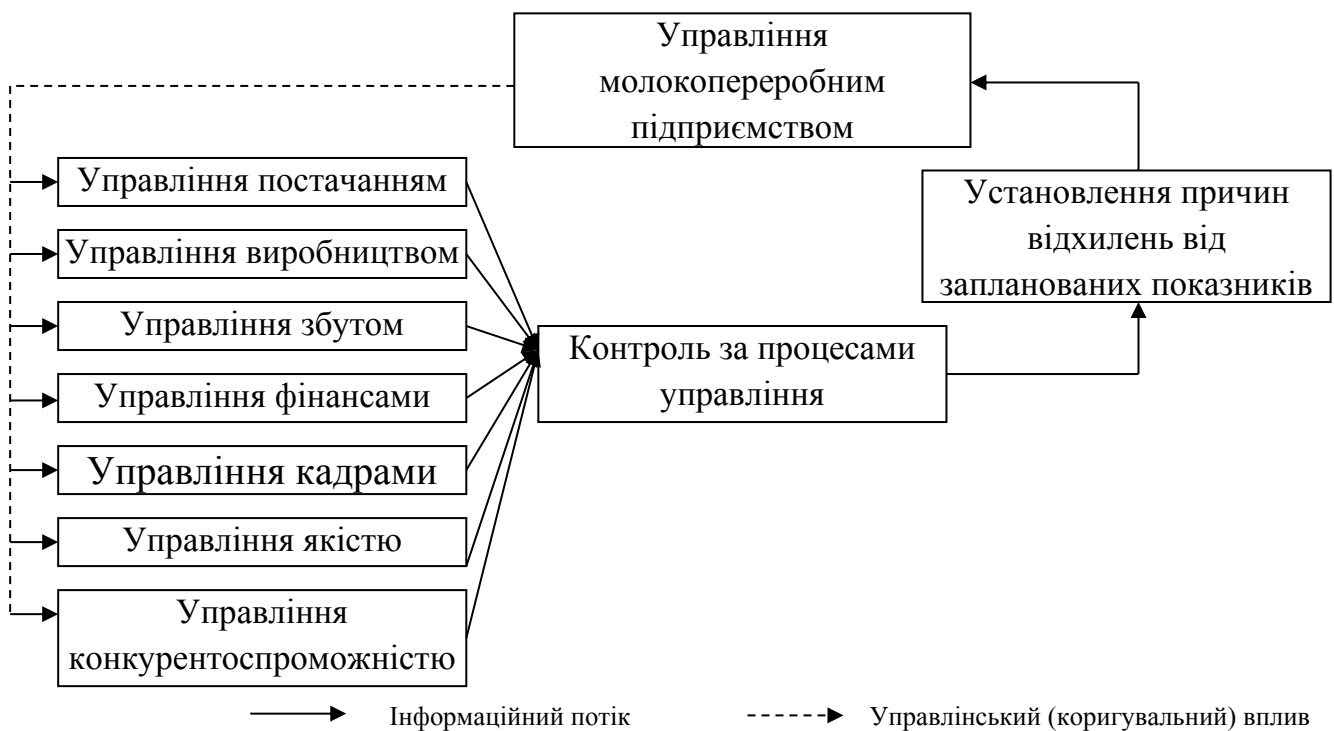 Управління
молокопереробним
підприємством
Управління постачанням
Управління виробництвом
Управління збутом
Управління фінансами
Управління кадрами
Управління якістю
Управління
конкурентоспроможністю
Контроль за процесами
управління
Установлення причин
відхилень від
запланованих показників
Інформаційний потік
Управлінський (коригувальний) вплив